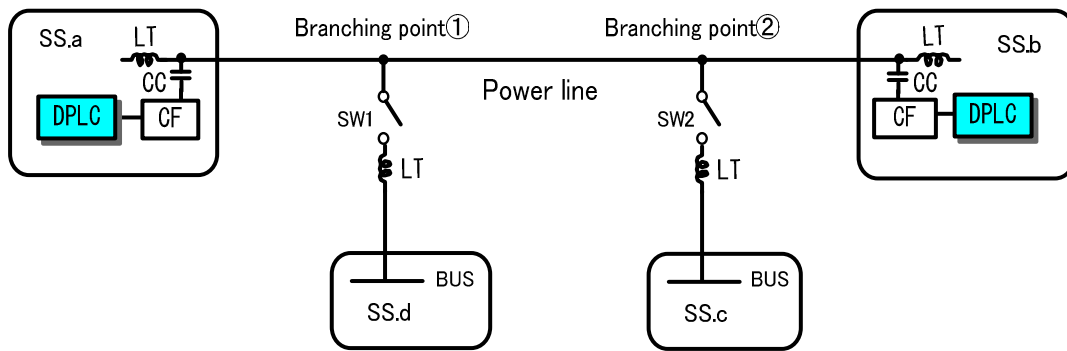 SS.a
LT
CC
DPLC
CF
Branching point①
Branching point②
Power line
SW1
LT
SW2
LT
LT
SS.b
CC
CF
DPLC
BUS
SS.d
BUS
SS.c